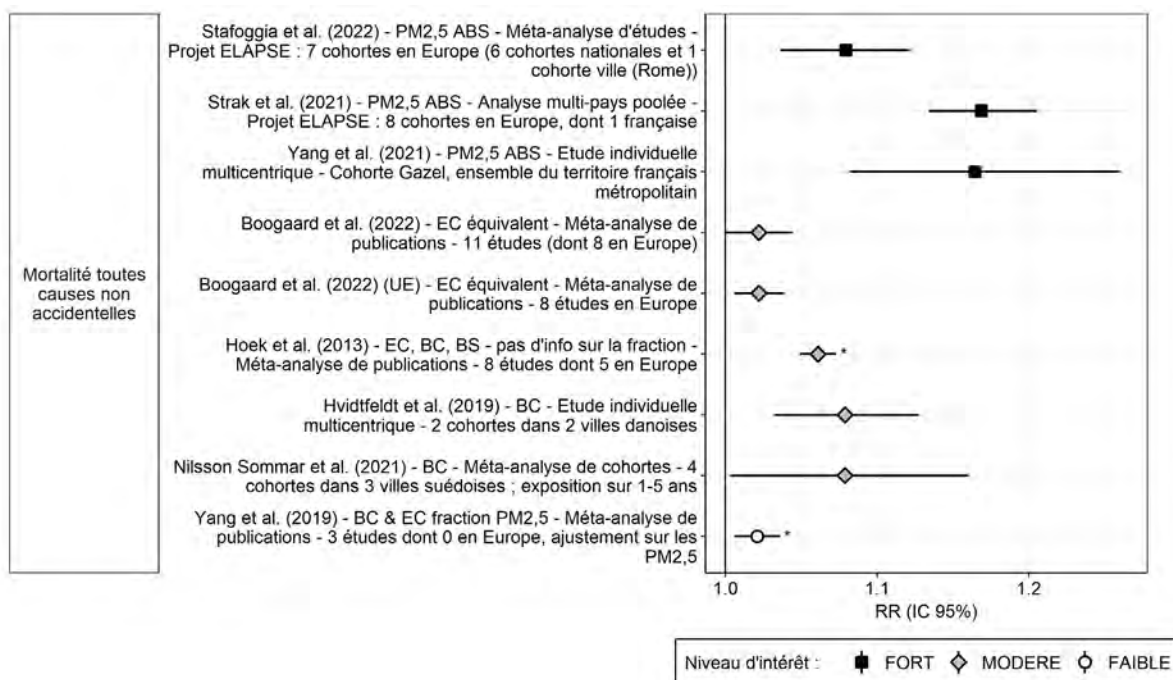 Mortalité toutes
causes non
accidentelles
Stafoggia et al. (2022) - PM2,5 ABS - Méta-analyse d'études -
Projet ELAPSE : 7 cohortes en Europe (6 cohortes nationales et 1
cohorte ville (Rome))
Strak et al. (2021) - PM2,5 ABS - Analyse multi-pays poolée -
Projet ELAPSE : 8 cohortes en Europe, dont 1 française
Yang et al. (2021) - PM2,5 ABS - Etude individuelle
multicentrique - Cohorte Gazel, ensemble du territoire français
métropolitain
Boogaard et al. (2022) - EC équivalent - Méta-analyse de
publications - 11 études (dont 8 en Europe)
Boogaard et al. (2022) (UE) - EC équivalent - Méta-analyse de
publications - 8 études en Europe
Hoek et al. (2013) - EC, BC, BS - pas d'info sur la fraction -
Méta-analyse de publications - 8 études dont 5 en Europe
*
Hvidtfeldt et al. (2019) - BC - Etude individuelle
multicentrique - 2 cohortes dans 2 villes danoises
Nilsson Sommar et al. (2021) - BC - Méta-analyse de cohortes - 4
cohortes dans 3 villes suédoises ; exposition sur 1-5 ans
Yang et al. (2019) - BC & EC fraction PM2,5 - Méta-analyse de
publications - 3 études dont 0 en Europe, ajustement sur les
PM2,5
*
1.0 1.1 1.2
RR (IC 95%)
Niveau d'intérêt : FORT MODERE FAIBLE